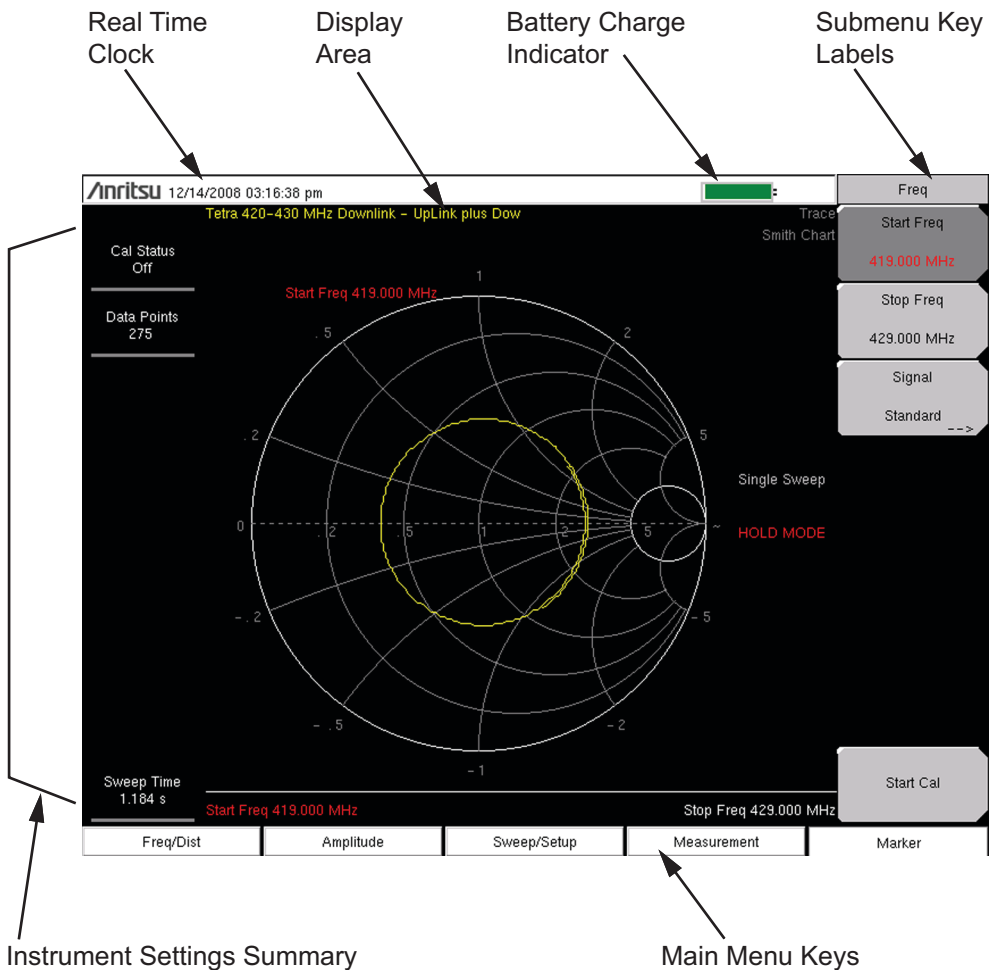 Real Time
Clock
Display
Area
Battery Charge
Indicator
Submenu Key
Labels
/inritsu 12/14/2008 03:16:38 pm
Freq
Tetra 420-430 MHz Downlink - UpLink plus Dow
Trace
Smith Chart
Start Freq
419.000 MHz
Cal Status
Off
Data Points
275
Start Freq 419.000 MHz
Stop Freq
429.000 MHz
Signal
Standard
-->
1
.5
2
.2
5
Single Sweep
0
.2
.5
1
2
5
~
HOLD MODE
-.2
-5
-.5
-2
-1
Sweep Time
1.184 s
Start Cal
Start Freq 419.000 MHz
Stop Freq 429.000 MHz
Freq/Dist
Amplitude
Sweep/Setup
Measurement
Marker
Instrument Settings Summary
Main Menu Keys